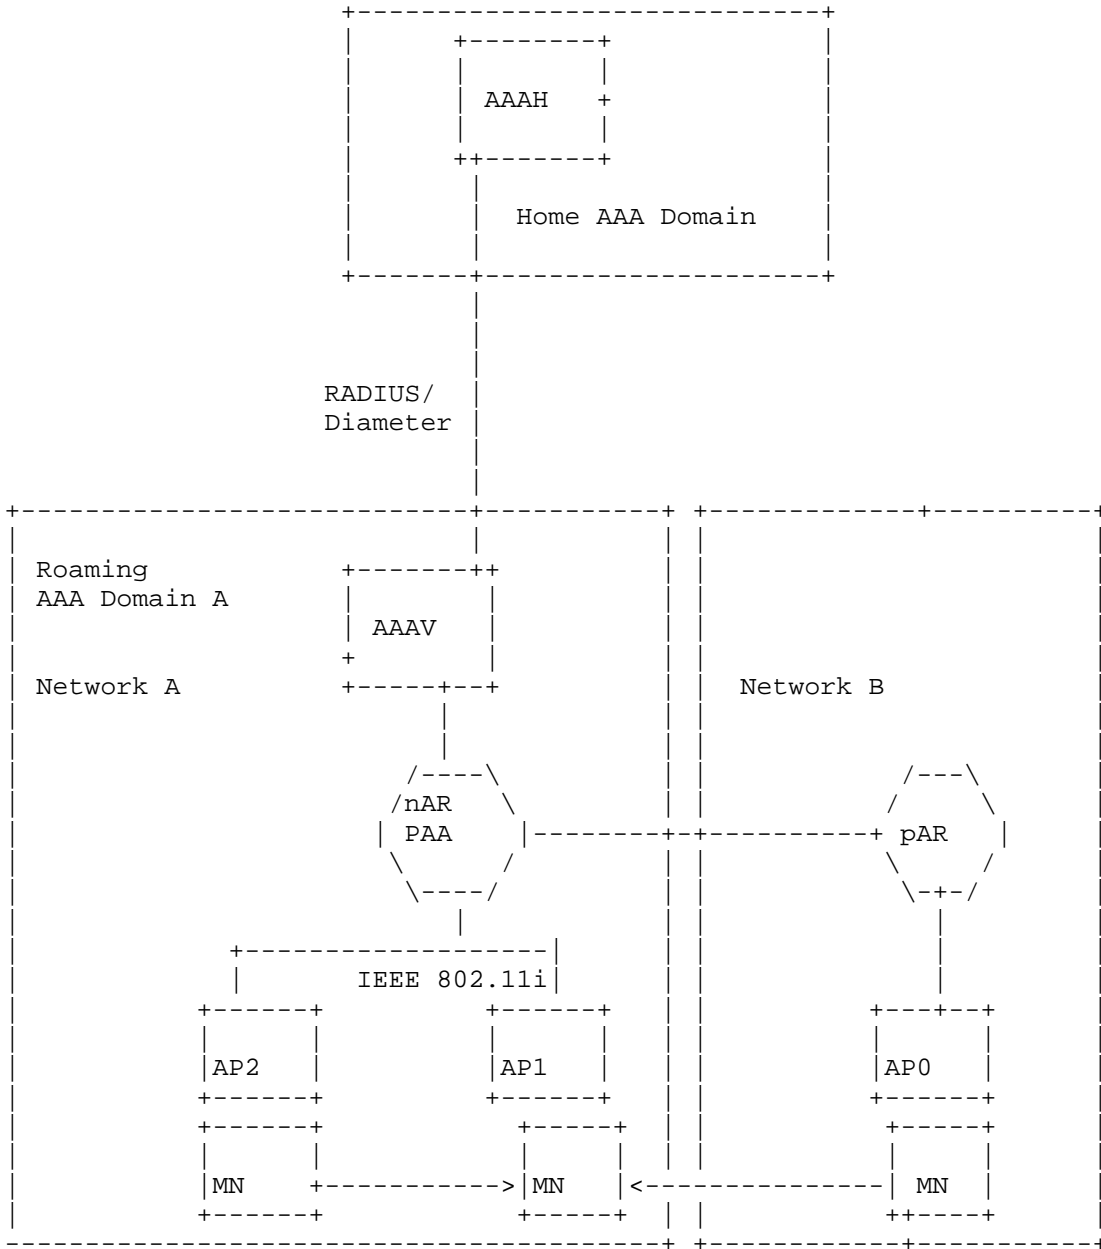 AAAH
Home AAA Domain
RADIUS/
Diameter
Roaming
AAA Domain A
AAAV
Network A
Network B
nAR
PAA
pAR
IEEE 802.11i
AP2
AP1
AP0
MN
MN
MN